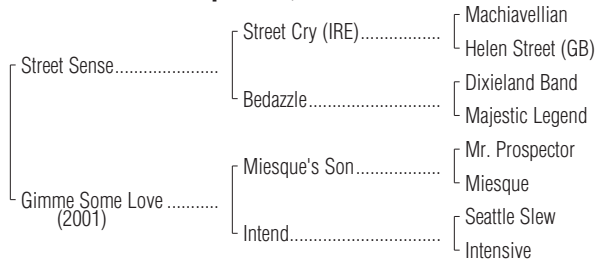 Machiavellian
Street Cry (IRE)..................
Helen Street (GB)
Street Sense.......................
Dixieland Band
Bedazzle.............................
Majestic Legend
Mr. Prospector
Miesque's Son...................
Miesque
Gimme Some Love ...........
(2001)
Seattle Slew
Intend.................................
Intensive